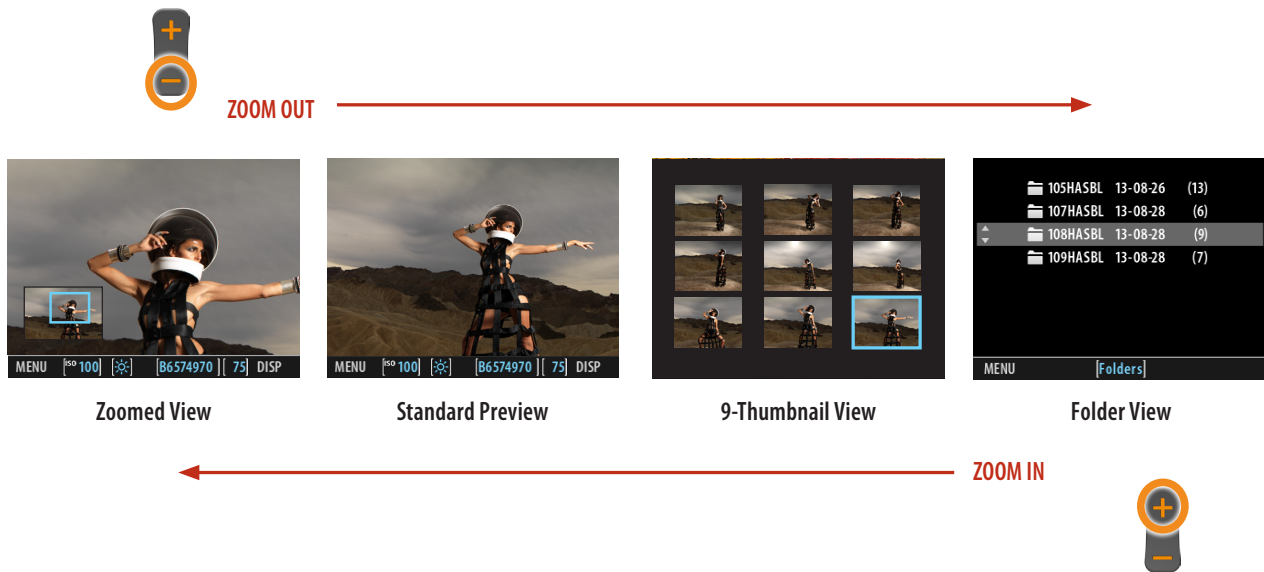 ZOOM OUT
MENU [ISO 100] [B6574970] [ 75] DISP
MENU [ISO 100] [B6574970] [ 75] DISP
105HASBL 13-08-26 (13)
107HASBL 13-08-28 (6)
108HASBL 13-08-28 (9)
109HASBL 13-08-28 (7)
MENU [Folders]
Zoomed View
Standard Preview
9-Thumbnail View
Folder View
ZOOM IN